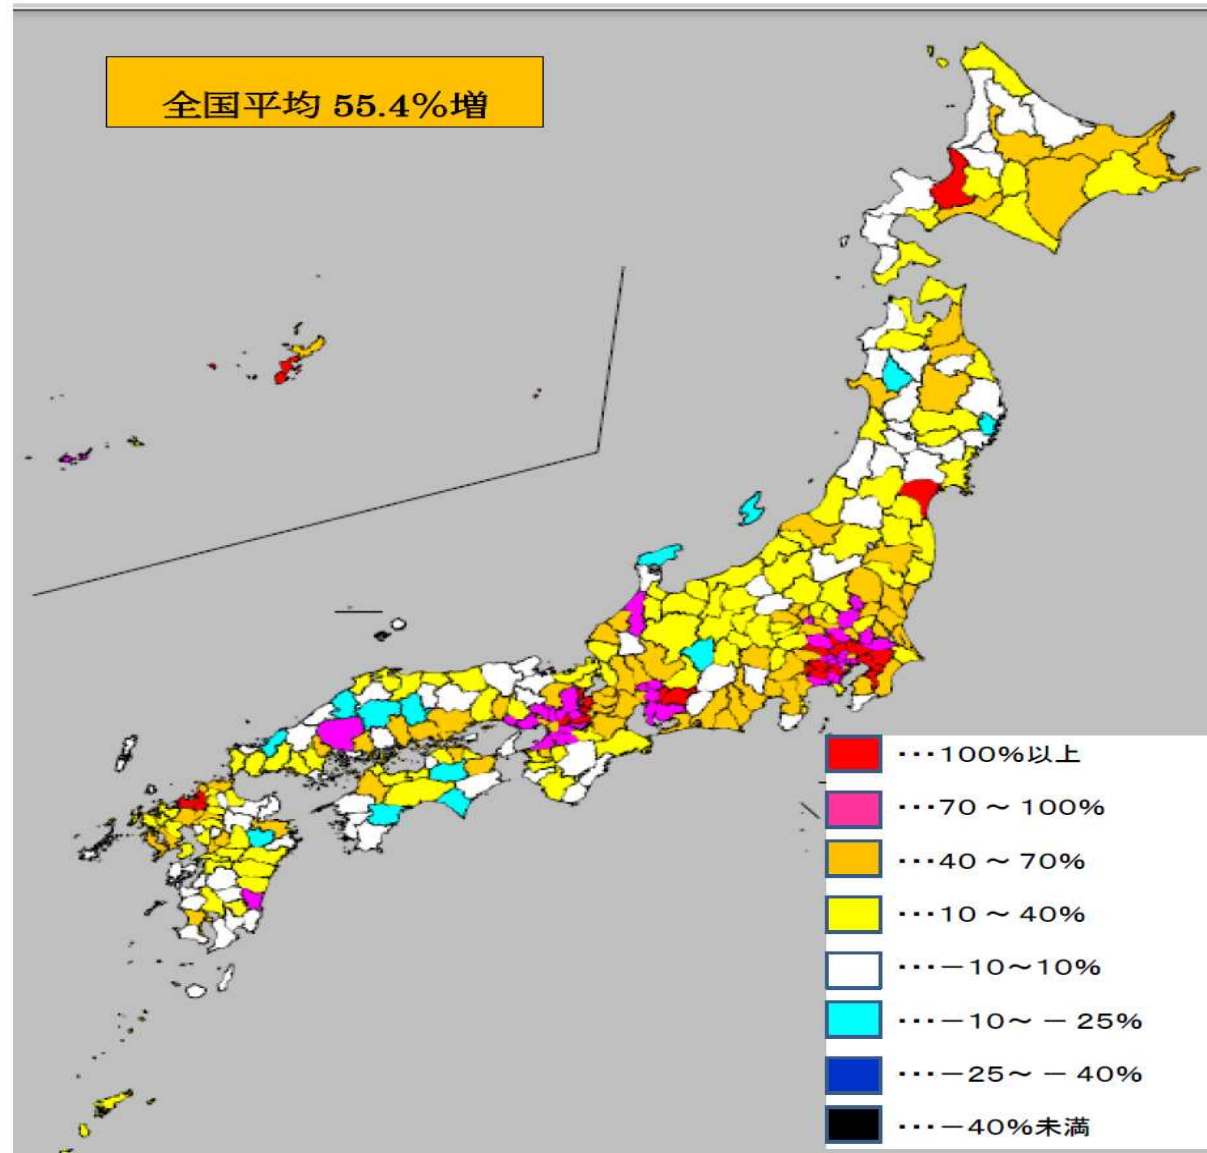 全国平均 55.4%増
…100%以上
…70 ～ 100%
…40 ～ 70%
…10 ～ 40%
…－10～10%
…－10～ － 25%
…－25～ － 40%
…－40%未満